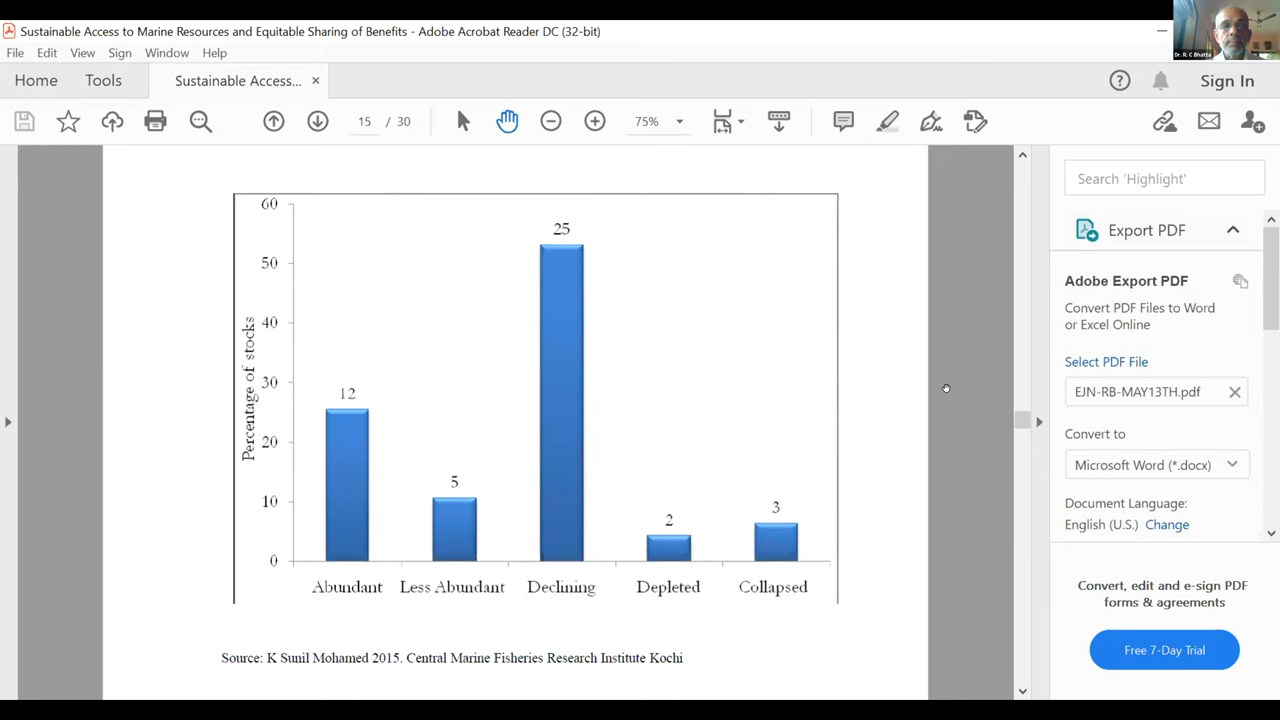 Sustainable Access to Marine Resources and Equitable Sharing of Benefits - Adobe Acrobat Reader DC (32-bit)
Dr. R. C Bhatta
File Edit View Sign Window Help
Home Tools Sustainable Access... × Sign In
15 / 30 75%
Search 'Highlight'
Export PDF
Adobe Export PDF
Convert PDF Files to Word
or Excel Online
Select PDF File
EJN-RB-MAY13TH.pdf
Convert to
Microsoft Word (*.docx)
Document Language:
English (U.S.) Change
Convert, edit and e-sign PDF
forms & agreements
Free 7-Day Trial
Percentage of stocks
60
50
40
30
20
10
0
12
5
25
2
3
Abundant Less Abundant Declining Depleted Collapsed
Source: K Sunil Mohamed 2015. Central Marine Fisheries Research Institute Kochi